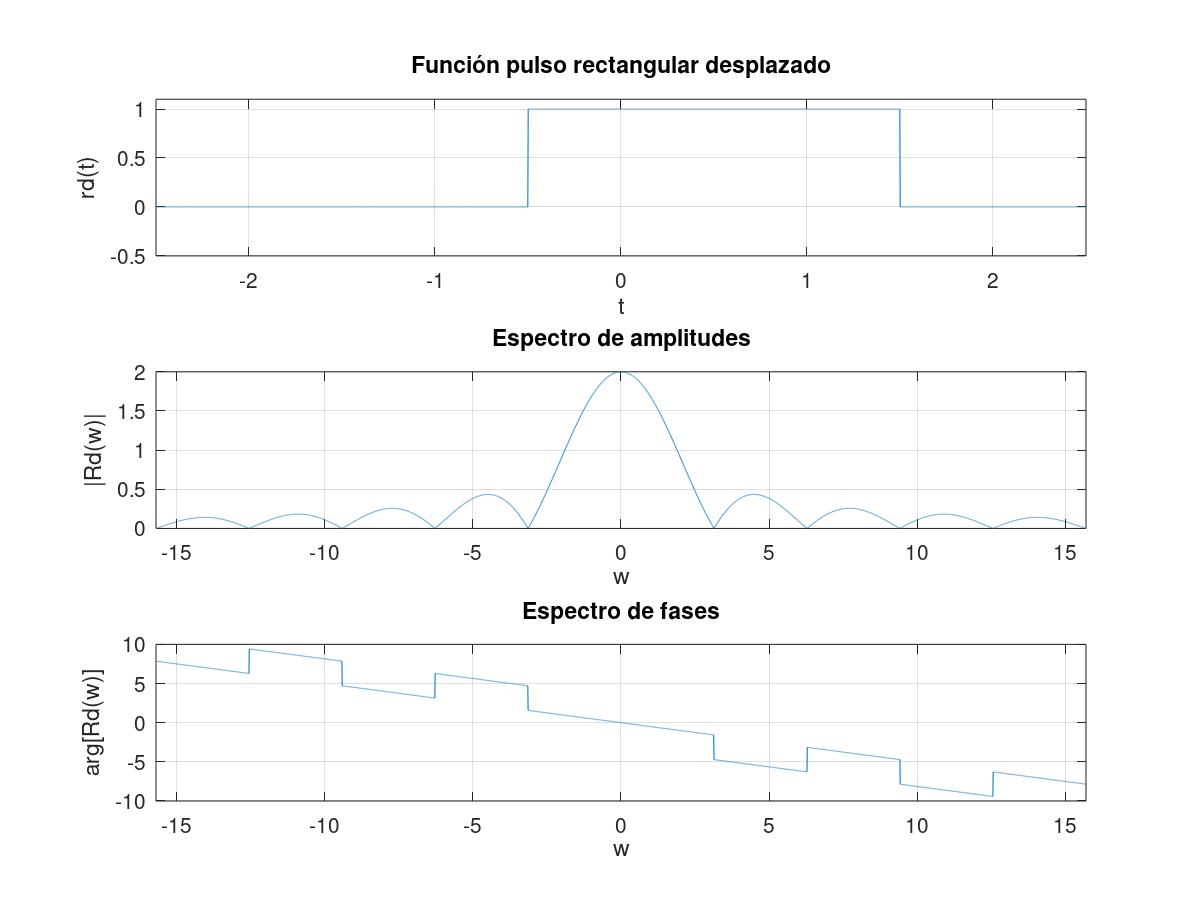 Función pulso rectangular desplazado
1
0.5
0
-0.5
rd(t)
-2 -1 0 1 2
t
Espectro de amplitudes
2
1.5
1
0.5
0
|Rd(w)|
-15 -10 -5 0 5 10 15
w
Espectro de fases
10
5
0
-5
-10
arg[Rd(w)]
-15 -10 -5 0 5 10 15
w